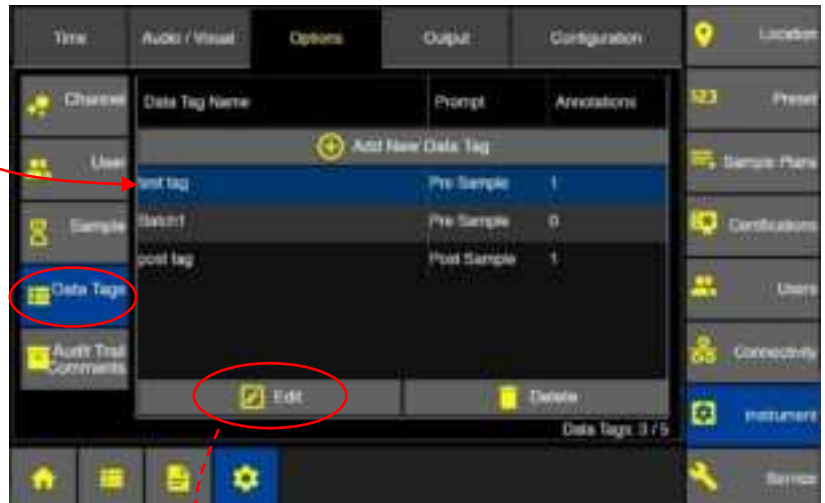 Time Audio / Visual Options Output Configuration Location
Channel Data Tag Name Prompt Annotations 123 Preset
Add New Data Tag
User Sample Plans
test tag Pre Sample 1
Sample Batch1 Pre Sample 0 Certifications
post tag Post Sample 1
Data Tags Users
Audit Trail
Comments Connectivity
Edit Delete
Instrument
Data Tags: 3 / 5
Service